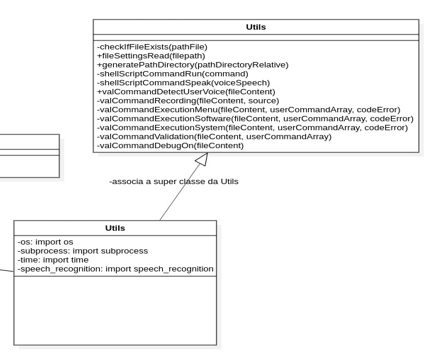 Utils
-checkIfFileExists(pathFile)
+fileSettingsRead(filepath)
+generatePathDirectory(pathDirectoryRelative)
-shellScriptCommandRun(command)
-shellScriptCommandSpeak(voiceSpeech)
+valCommandDetectUserVoice(fileContent)
-valCommandRecording(fileContent, source)
-valCommandExecutionMenu(fileContent, userCommandArray, codeError)
-valCommandExecutionSoftware(fileContent, userCommandArray, codeError)
-valCommandExecutionSystem(fileContent, userCommandArray, codeError)
-valCommandValidation(fileContent, userCommandArray)
-valCommandDebugOn(fileContent)
-associa a super classe da Utils
Utils
-os: import os
-subprocess: import subprocess
-time: import time
-speech_recognition: import speech_recognition